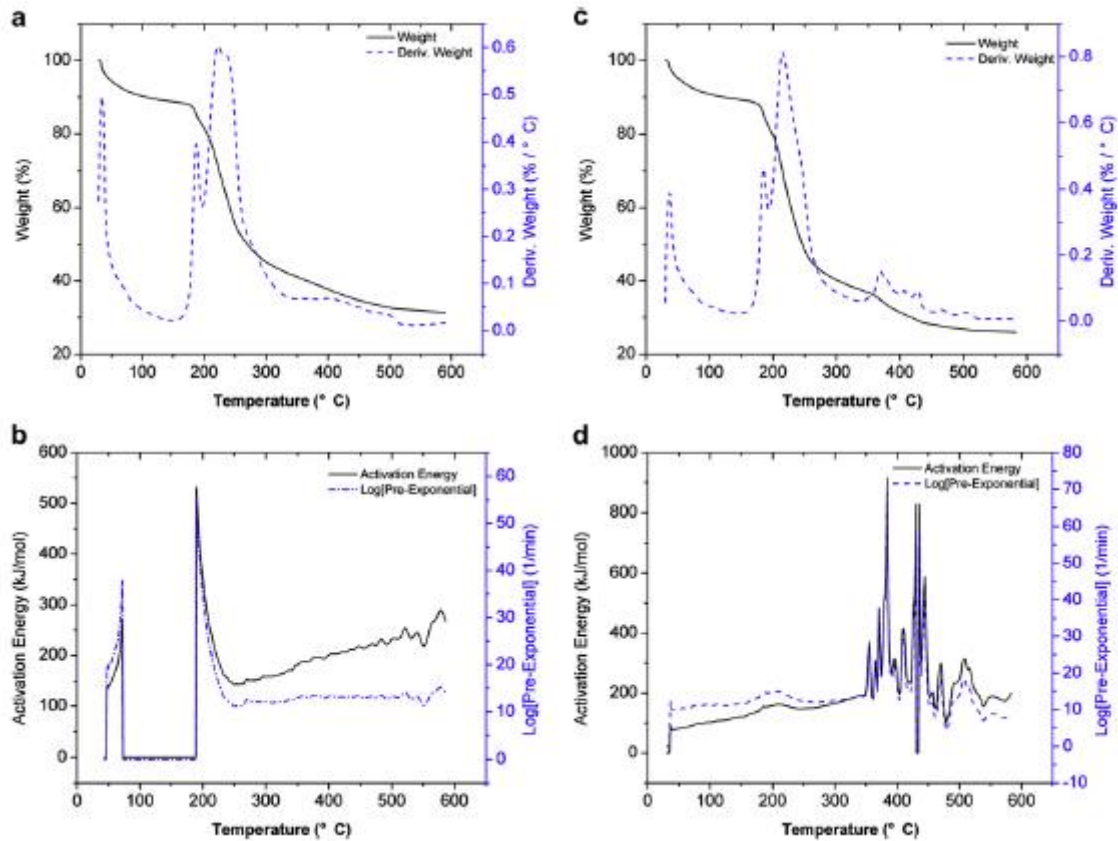 a
Weight
Deriv. Weight
100
80
60
40
20
0.6
0.5
0.4
0.3
0.2
0.1
0.0
Weight (%)
Deriv. Weight (% / ° C)
0 100 200 300 400 500 600
Temperature (° C)
c
Weight
Deriv. Weight
100
80
60
40
20
0.8
0.6
0.4
0.2
0.0
Weight (%)
Deriv. Weight (% / ° C)
0 100 200 300 400 500 600
Temperature (° C)
b
Activation Energy
Log[Pre-Exponential]
600
500
400
300
200
100
0
60
50
40
30
20
10
0
Activation Energy (kJ/mol)
Log[Pre-Exponential] (1/min)
0 100 200 300 400 500 600
Temperature (° C)
d
Activation Energy
Log[Pre-Exponential]
1000
800
600
400
200
0
80
70
60
50
40
30
20
10
0
-10
Activation Energy (kJ/mol)
Log[Pre-Exponential] (1/min)
0 100 200 300 400 500 600
Temperature (° C)